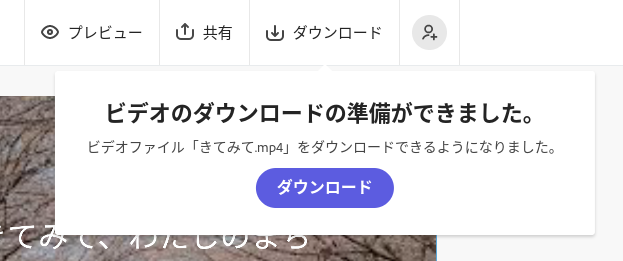 プレビュー
共有
ダウンロード
ビデオのダウンロードの準備ができました。
ビデオファイル「きてみて.mp4」をダウンロードできるようになりました。
ダウンロード
きてみて、わたしのまち